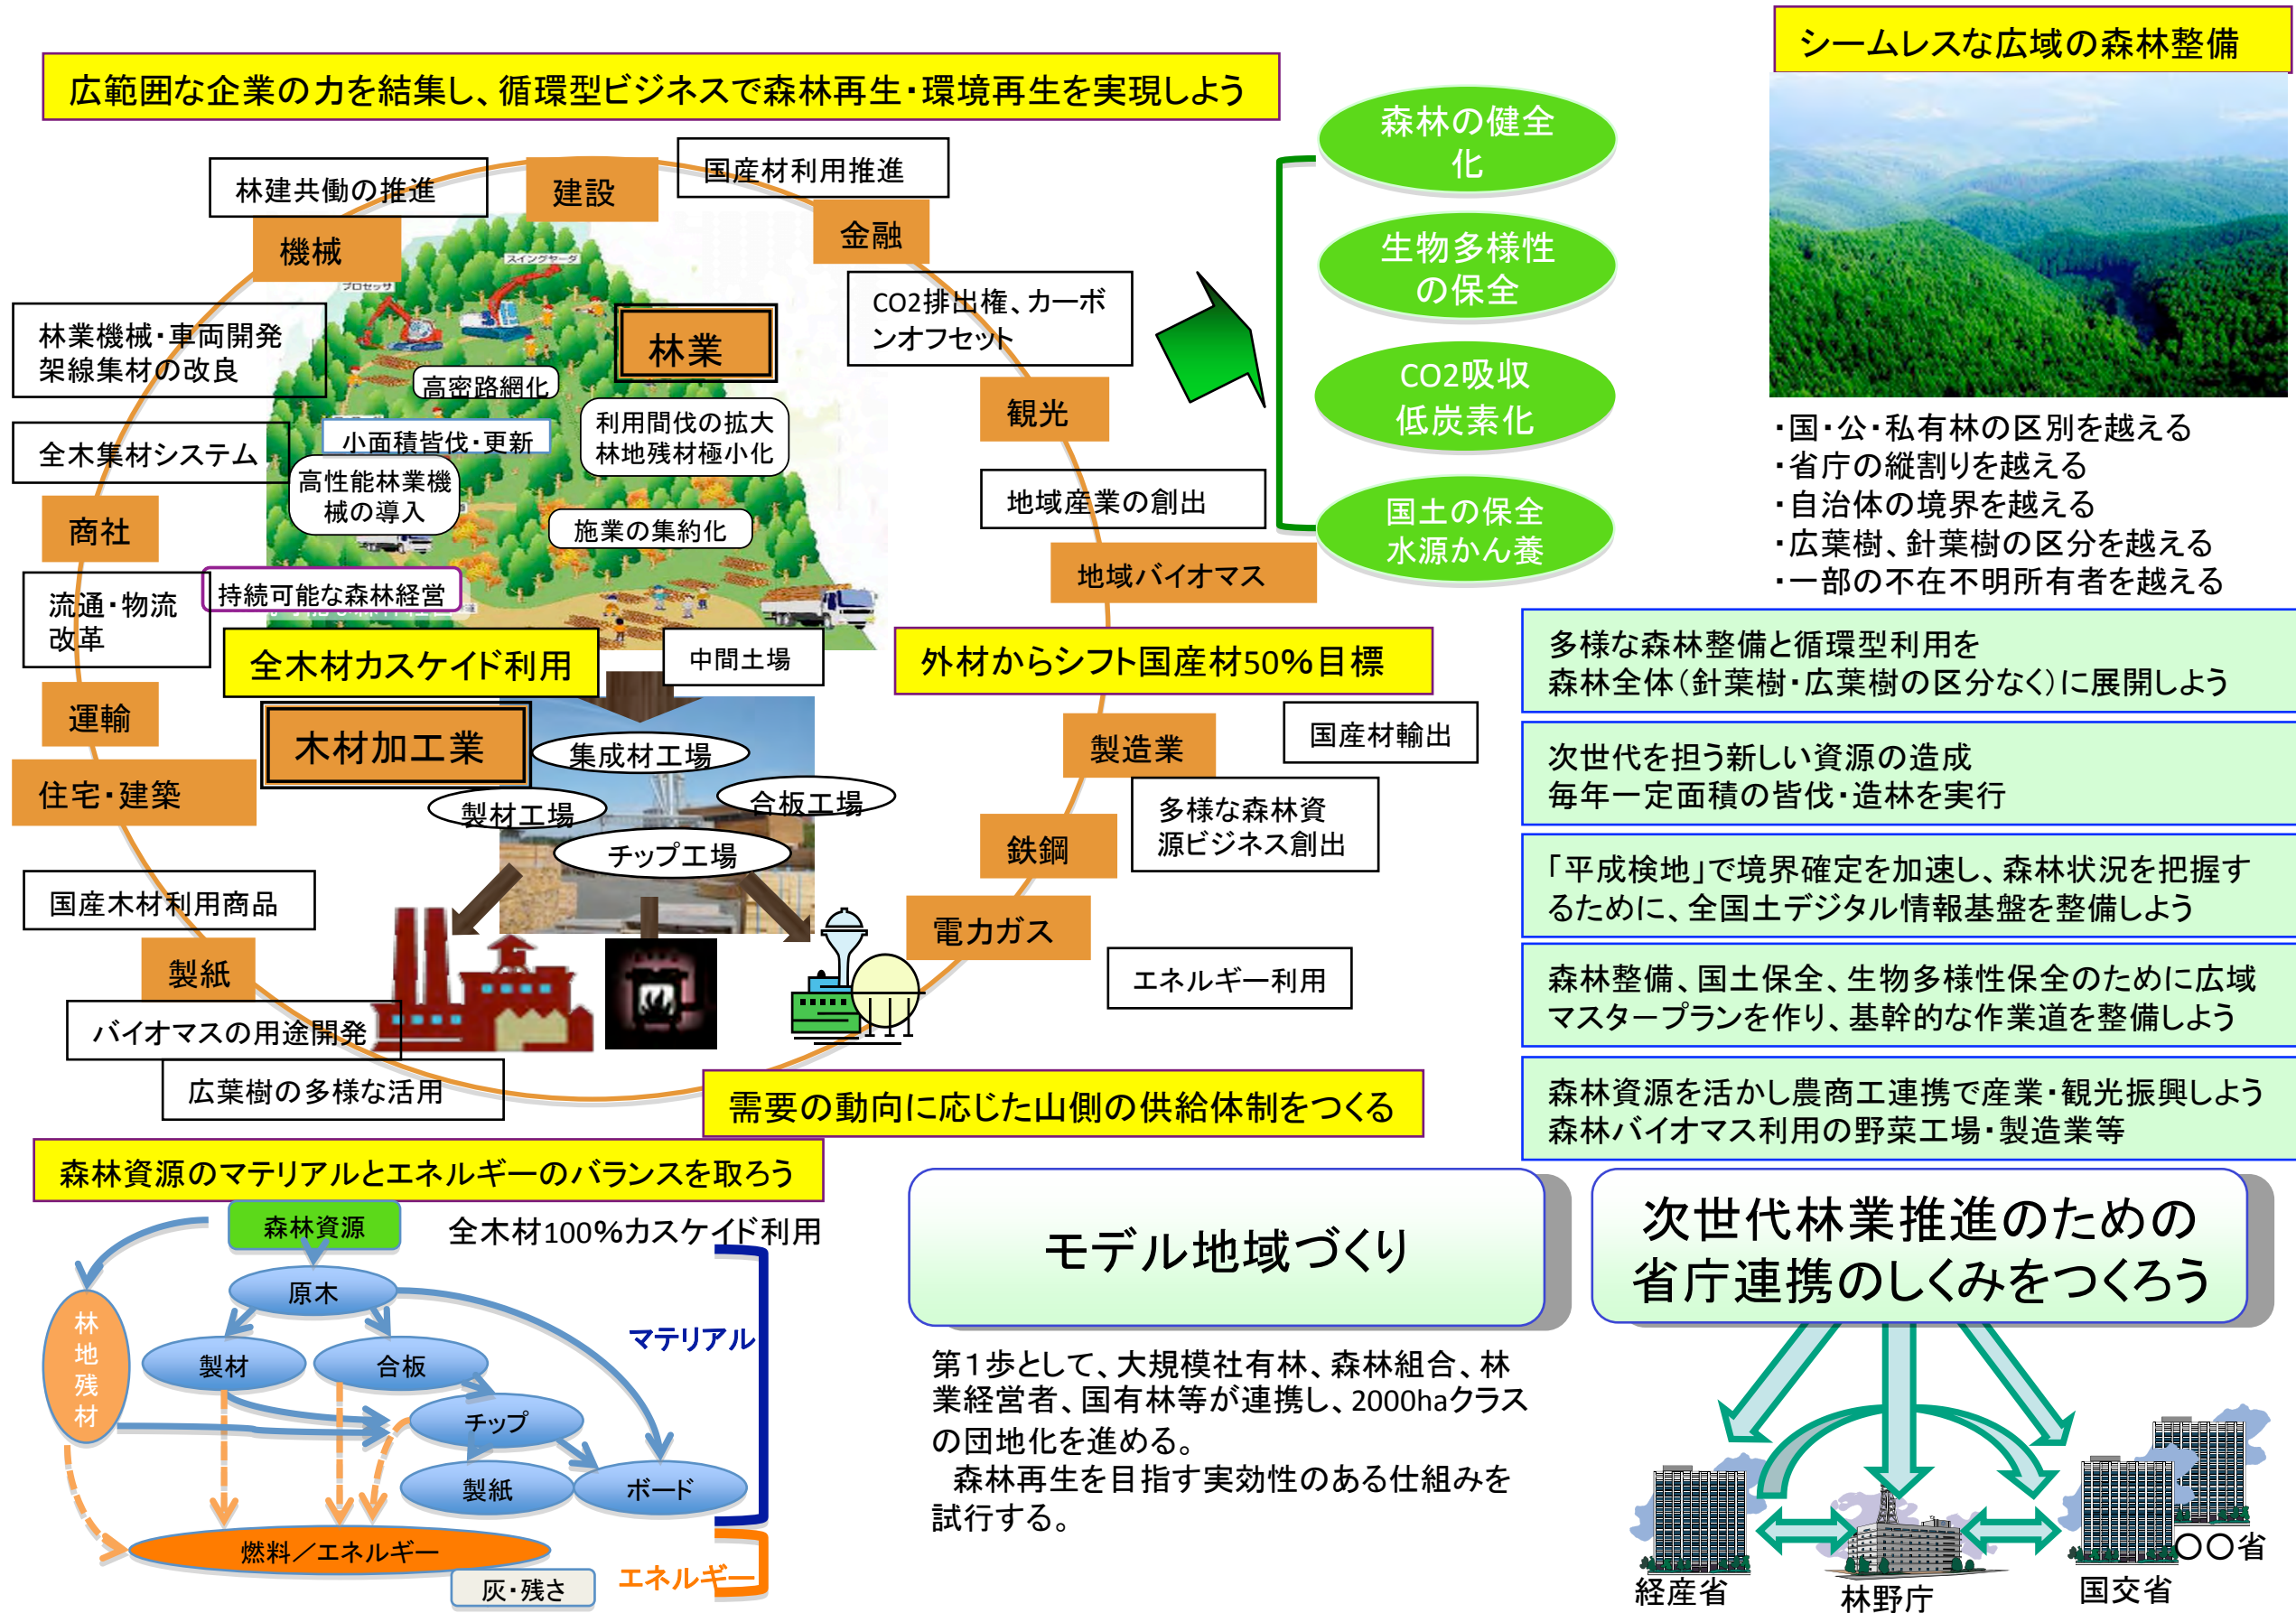 シームレスな広域の森林整備
広範囲な企業の力を結集し、循環型ビジネスで森林再生・環境再生を実現しよう
林建共働の推進
建設
国産材利用推進
機械
金融
スイングヤーダ
プロセッサ
林業機械・車両開発
架線集材の改良
林業
CO2排出権、カーボ
ンオフセット
高密路網化
観光
利用間伐の拡大
林地残材極小化
小面積皆伐・更新
全木集材システム
高性能林業機
械の導入
地域産業の創出
商社
施業の集約化
地域バイオマス
流通・物流
改革
持続可能な森林経営
全木材カスケイド利用
中間土場
外材からシフト国産材50%目標
運輸
木材加工業
集成材工場
製造業
国産材輸出
住宅・建築
製材工場
合板工場
多様な森林資
源ビジネス創出
チップ工場
鉄鋼
国産木材利用商品
電力ガス
製紙
エネルギー利用
バイオマスの用途開発
広葉樹の多様な活用
需要の動向に応じた山側の供給体制をつくる
森林の健全
化
生物多様性
の保全
CO2吸収
低炭素化
国土の保全
水源かん養
・国・公・私有林の区別を越える
・省庁の縦割りを越える
・自治体の境界を越える
・広葉樹、針葉樹の区分を越える
・一部の不在不明所有者を越える
多様な森林整備と循環型利用を
森林全体（針葉樹・広葉樹の区分なく）に展開しよう
次世代を担う新しい資源の造成
毎年一定面積の皆伐・造林を実行
「平成検地」で境界確定を加速し、森林状況を把握す
るために、全国土デジタル情報基盤を整備しよう
森林整備、国土保全、生物多様性保全のために広域
マスタープランを作り、基幹的な作業道を整備しよう
森林資源を活かし農商工連携で産業・観光振興しよう
森林バイオマス利用の野菜工場・製造業等
森林資源のマテリアルとエネルギーのバランスを取ろう
森林資源
全木材100%カスケイド利用
原木
林地残材
製材
合板
マテリアル
チップ
製紙
ボード
燃料／エネルギー
灰・残さ
エネルギー
モデル地域づくり
第１歩として、大規模社有林、森林組合、林
業経営者、国有林等が連携し、2000haクラス
の団地化を進める。
森林再生を目指す実効性のある仕組みを
試行する。
次世代林業推進のための
省庁連携のしくみをつくろう
経産省
林野庁
国交省
〇〇省